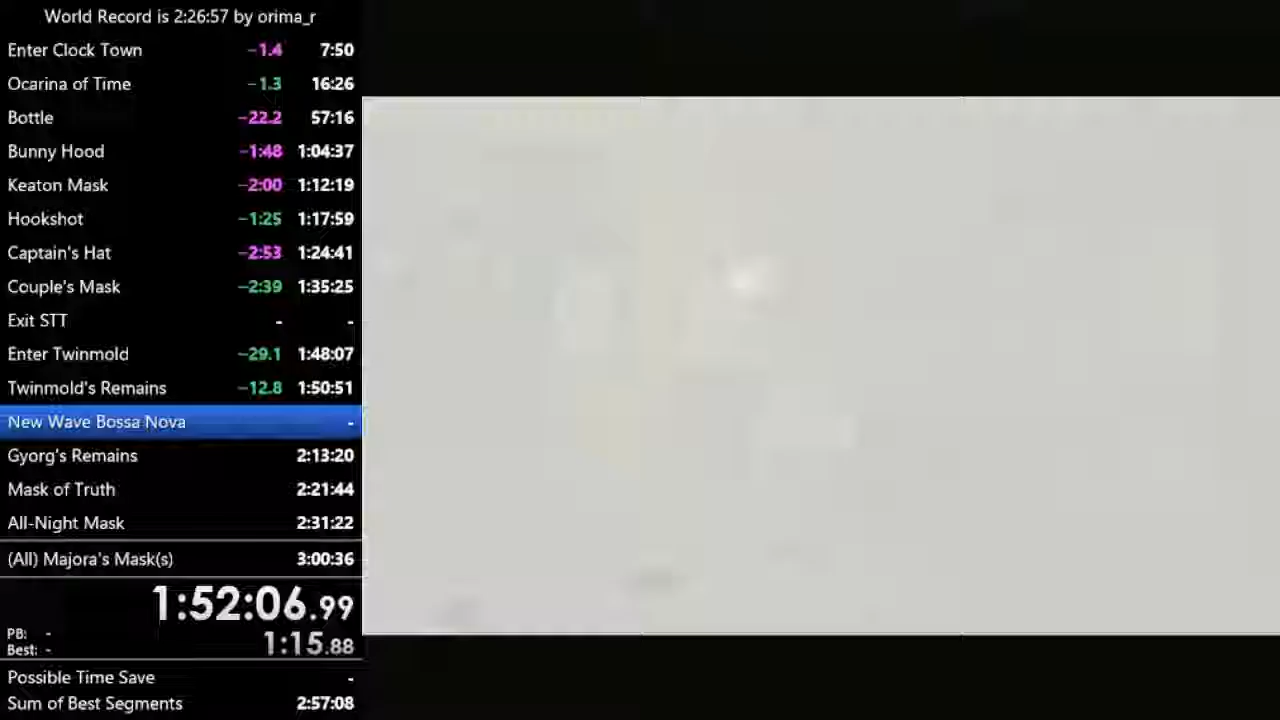 World Record is 2:26:57 by orima_r
Enter Clock Town −1.4 7:50
Ocarina of Time −1.3 16:26
Bottle −22.2 57:16
Bunny Hood −1:48 1:04:37
Keaton Mask −2:00 1:12:19
Hookshot −1:25 1:17:59
Captain's Hat −2:53 1:24:41
Couple's Mask −2:39 1:35:25
Exit STT - -
Enter Twinmold −29.1 1:48:07
Twinmold's Remains −12.8 1:50:51
New Wave Bossa Nova -
Gyorg's Remains 2:13:20
Mask of Truth 2:21:44
All-Night Mask 2:31:22
(All) Majora's Mask(s) 3:00:36
1:52:06.99
PB: -
Best: - 1:15.88
Possible Time Save -
Sum of Best Segments 2:57:08